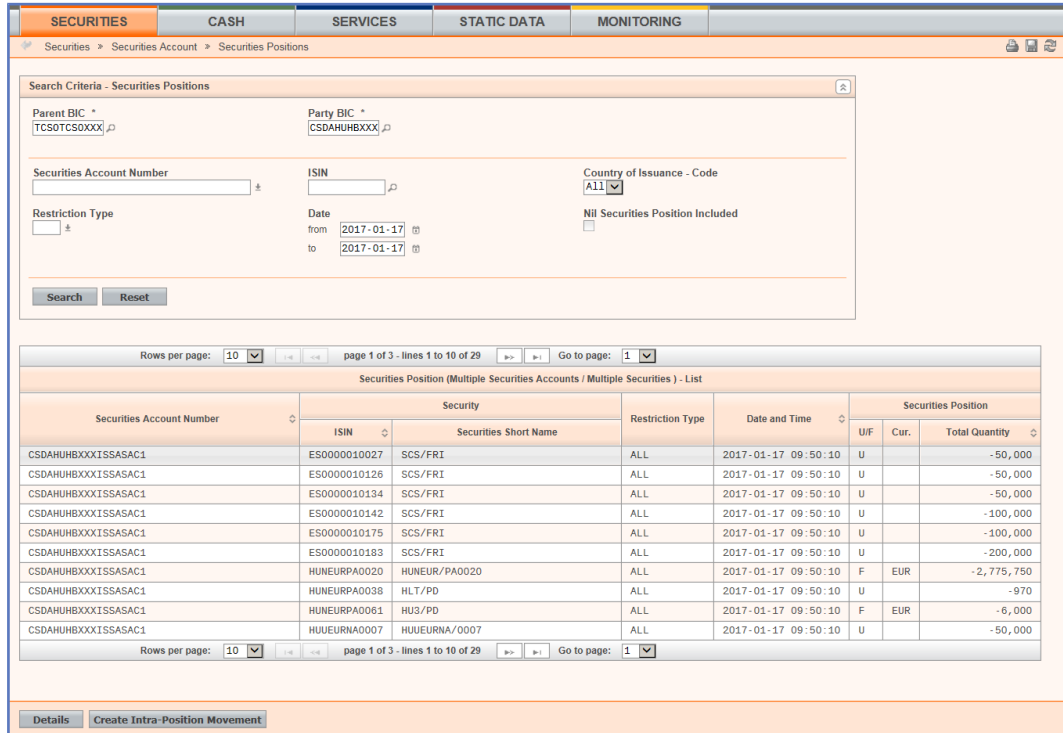 SECURITIES CASH SERVICES STATIC DATA MONITORING
Securities » Securities Account » Securities Positions
Search Criteria - Securities Positions
Parent BIC * Party BIC *
TCSOTCSOXXX CSDAHUHBXXX
Securities Account Number ISIN Country of Issuance - Code
All
Restriction Type Date Nil Securities Position Included
from 2017-01-17
to 2017-01-17
Search Reset
Rows per page: 10 page 1 of 3 - lines 1 to 10 of 29 Go to page: 1
Securities Position (Multiple Securities Accounts / Multiple Securities ) - List
Securities Account Number Security Restriction Type Date and Time Securities Position
ISIN Securities Short Name U/F Cur. Total Quantity
CSDAHUHBXXXISSASAC1 ES0000010027 SCS/FRI ALL 2017-01-17 09:50:10 U -50,000
CSDAHUHBXXXISSASAC1 ES0000010126 SCS/FRI ALL 2017-01-17 09:50:10 U -50,000
CSDAHUHBXXXISSASAC1 ES0000010134 SCS/FRI ALL 2017-01-17 09:50:10 U -50,000
CSDAHUHBXXXISSASAC1 ES0000010142 SCS/FRI ALL 2017-01-17 09:50:10 U -100,000
CSDAHUHBXXXISSASAC1 ES0000010175 SCS/FRI ALL 2017-01-17 09:50:10 U -100,000
CSDAHUHBXXXISSASAC1 ES0000010183 SCS/FRI ALL 2017-01-17 09:50:10 U -200,000
CSDAHUHBXXXISSASAC1 HUNEURPA0020 HUNEUR/PA0020 ALL 2017-01-17 09:50:10 F EUR -2,775,750
CSDAHUHBXXXISSASAC1 HUNEURPA0038 HLT/PD ALL 2017-01-17 09:50:10 U -970
CSDAHUHBXXXISSASAC1 HUNEURPA0061 HU3/PD ALL 2017-01-17 09:50:10 F EUR -6,000
CSDAHUHBXXXISSASAC1 HUUEURNA0007 HUUEURNA/0007 ALL 2017-01-17 09:50:10 U -50,000
Rows per page: 10 page 1 of 3 - lines 1 to 10 of 29 Go to page: 1
Details Create Intra-Position Movement